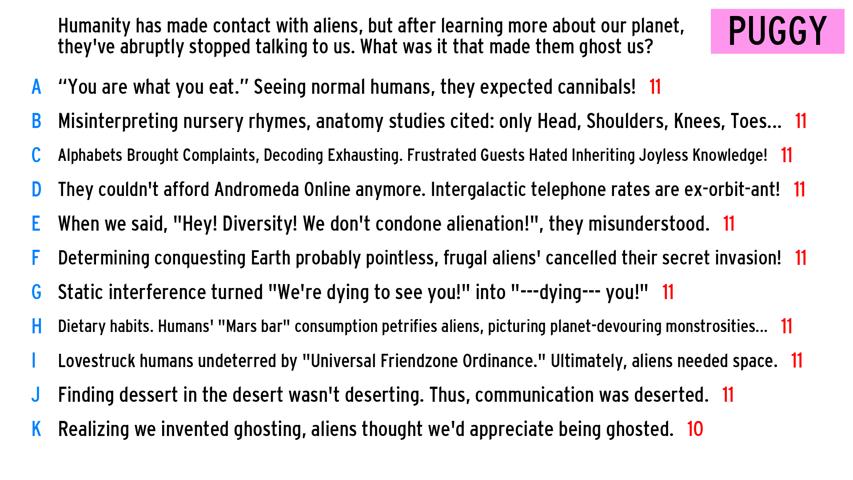 Humanity has made contact with aliens, but after learning more about our planet,
they've abruptly stopped talking to us. What was it that made them ghost us?
PUGGY
A “You are what you eat.” Seeing normal humans, they expected cannibals! 11
B Misinterpreting nursery rhymes, anatomy studies cited: only Head, Shoulders, Knees, Toes... 11
C Alphabets Brought Complaints, Decoding Exhausting. Frustrated Guests Hated Inheriting Joyless Knowledge! 11
D They couldn't afford Andromeda Online anymore. Intergalactic telephone rates are ex-orbit-ant! 11
E When we said, "Hey! Diversity! We don't condone alienation!", they misunderstood. 11
F Determining conquesting Earth probably pointless, frugal aliens' cancelled their secret invasion! 11
G Static interference turned "We're dying to see you!" into "---dying--- you!" 11
H Dietary habits. Humans' "Mars bar" consumption petrifies aliens, picturing planet-devouring monstrosities... 11
I Lovestruck humans undeterred by "Universal Friendzone Ordinance." Ultimately, aliens needed space. 11
J Finding dessert in the desert wasn't deserting. Thus, communication was deserted. 11
K Realizing we invented ghosting, aliens thought we'd appreciate being ghosted. 10